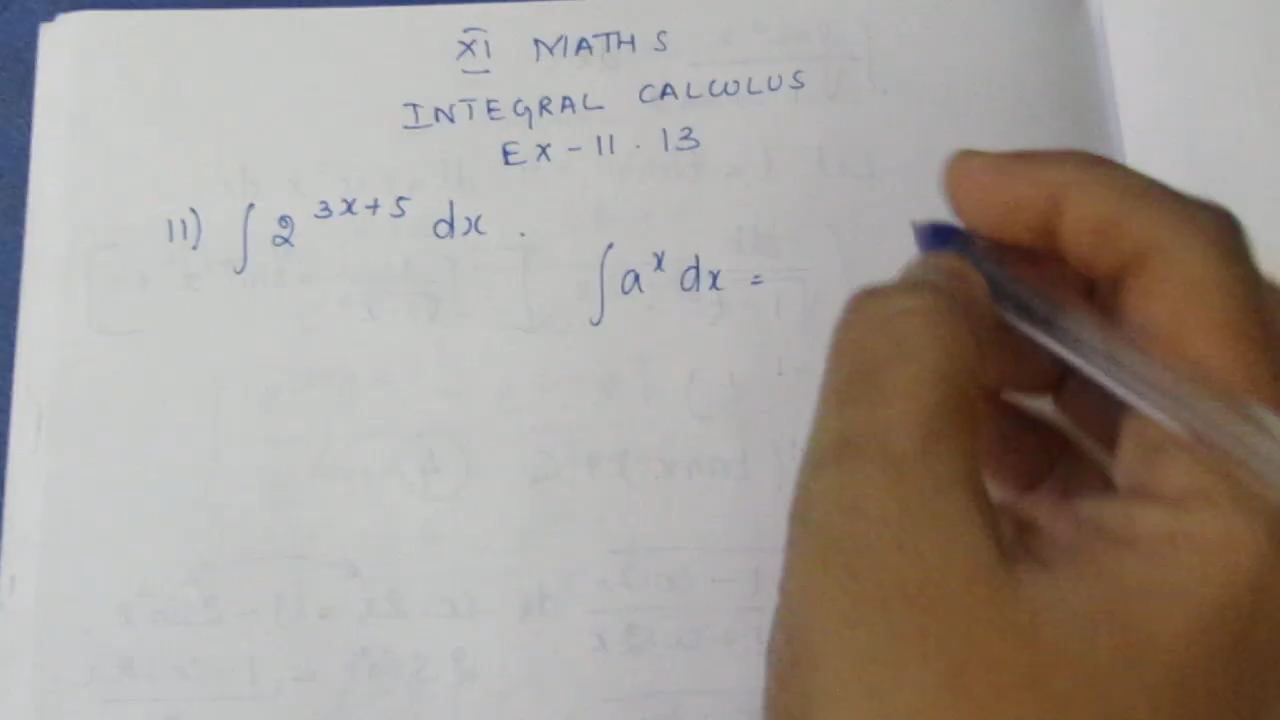 XI MATHS
INTEGRAL CALCULUS
Ex - 11.13
11) ∫ 2^{3x+5} dx .
∫ a^x dx =